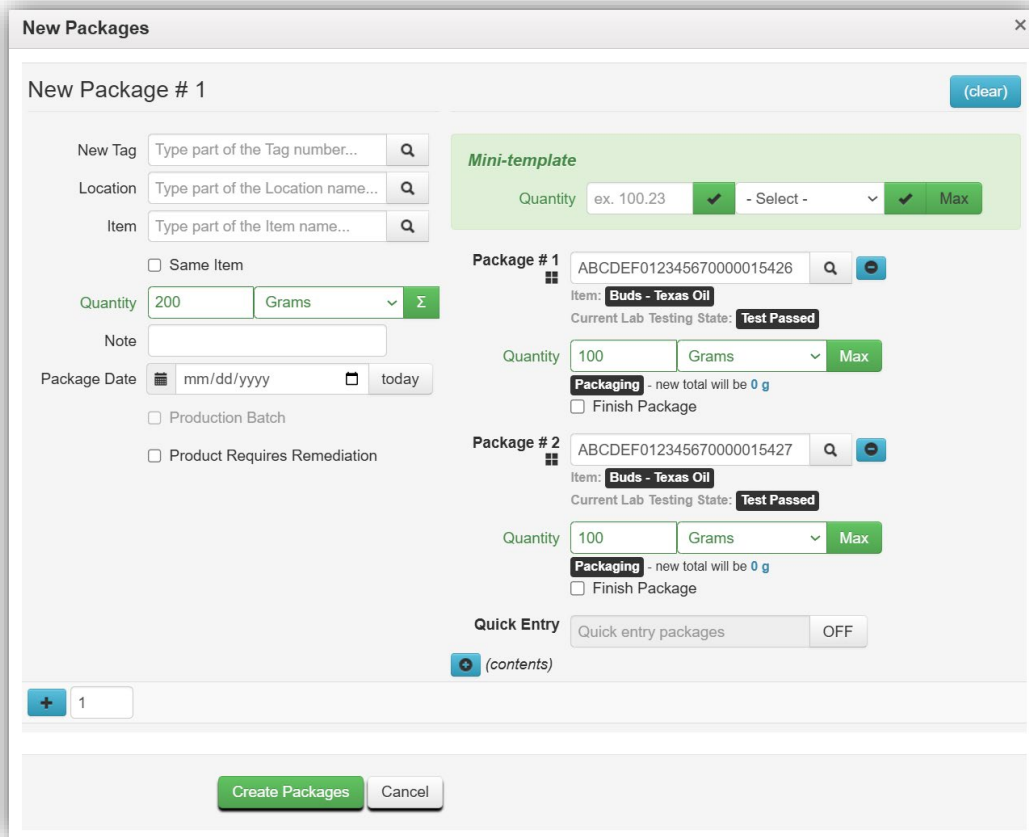 New Packages ×
New Package # 1
(clear)
New Tag Type part of the Tag number...
Location Type part of the Location name...
Item Type part of the Item name...
Same Item
Quantity 200 Grams Σ
Note
Package Date mm/dd/yyyy today
Production Batch
Product Requires Remediation
Mini-template
Quantity ex. 100.23 - Select - Max
Package # 1 ABCDEF012345670000015426
Item: Buds - Texas Oil
Current Lab Testing State: Test Passed
Quantity 100 Grams Max
Packaging - new total will be 0 g
Finish Package
Package # 2 ABCDEF012345670000015427
Item: Buds - Texas Oil
Current Lab Testing State: Test Passed
Quantity 100 Grams Max
Packaging - new total will be 0 g
Finish Package
Quick Entry Quick entry packages OFF
(contents)
1
Create Packages Cancel